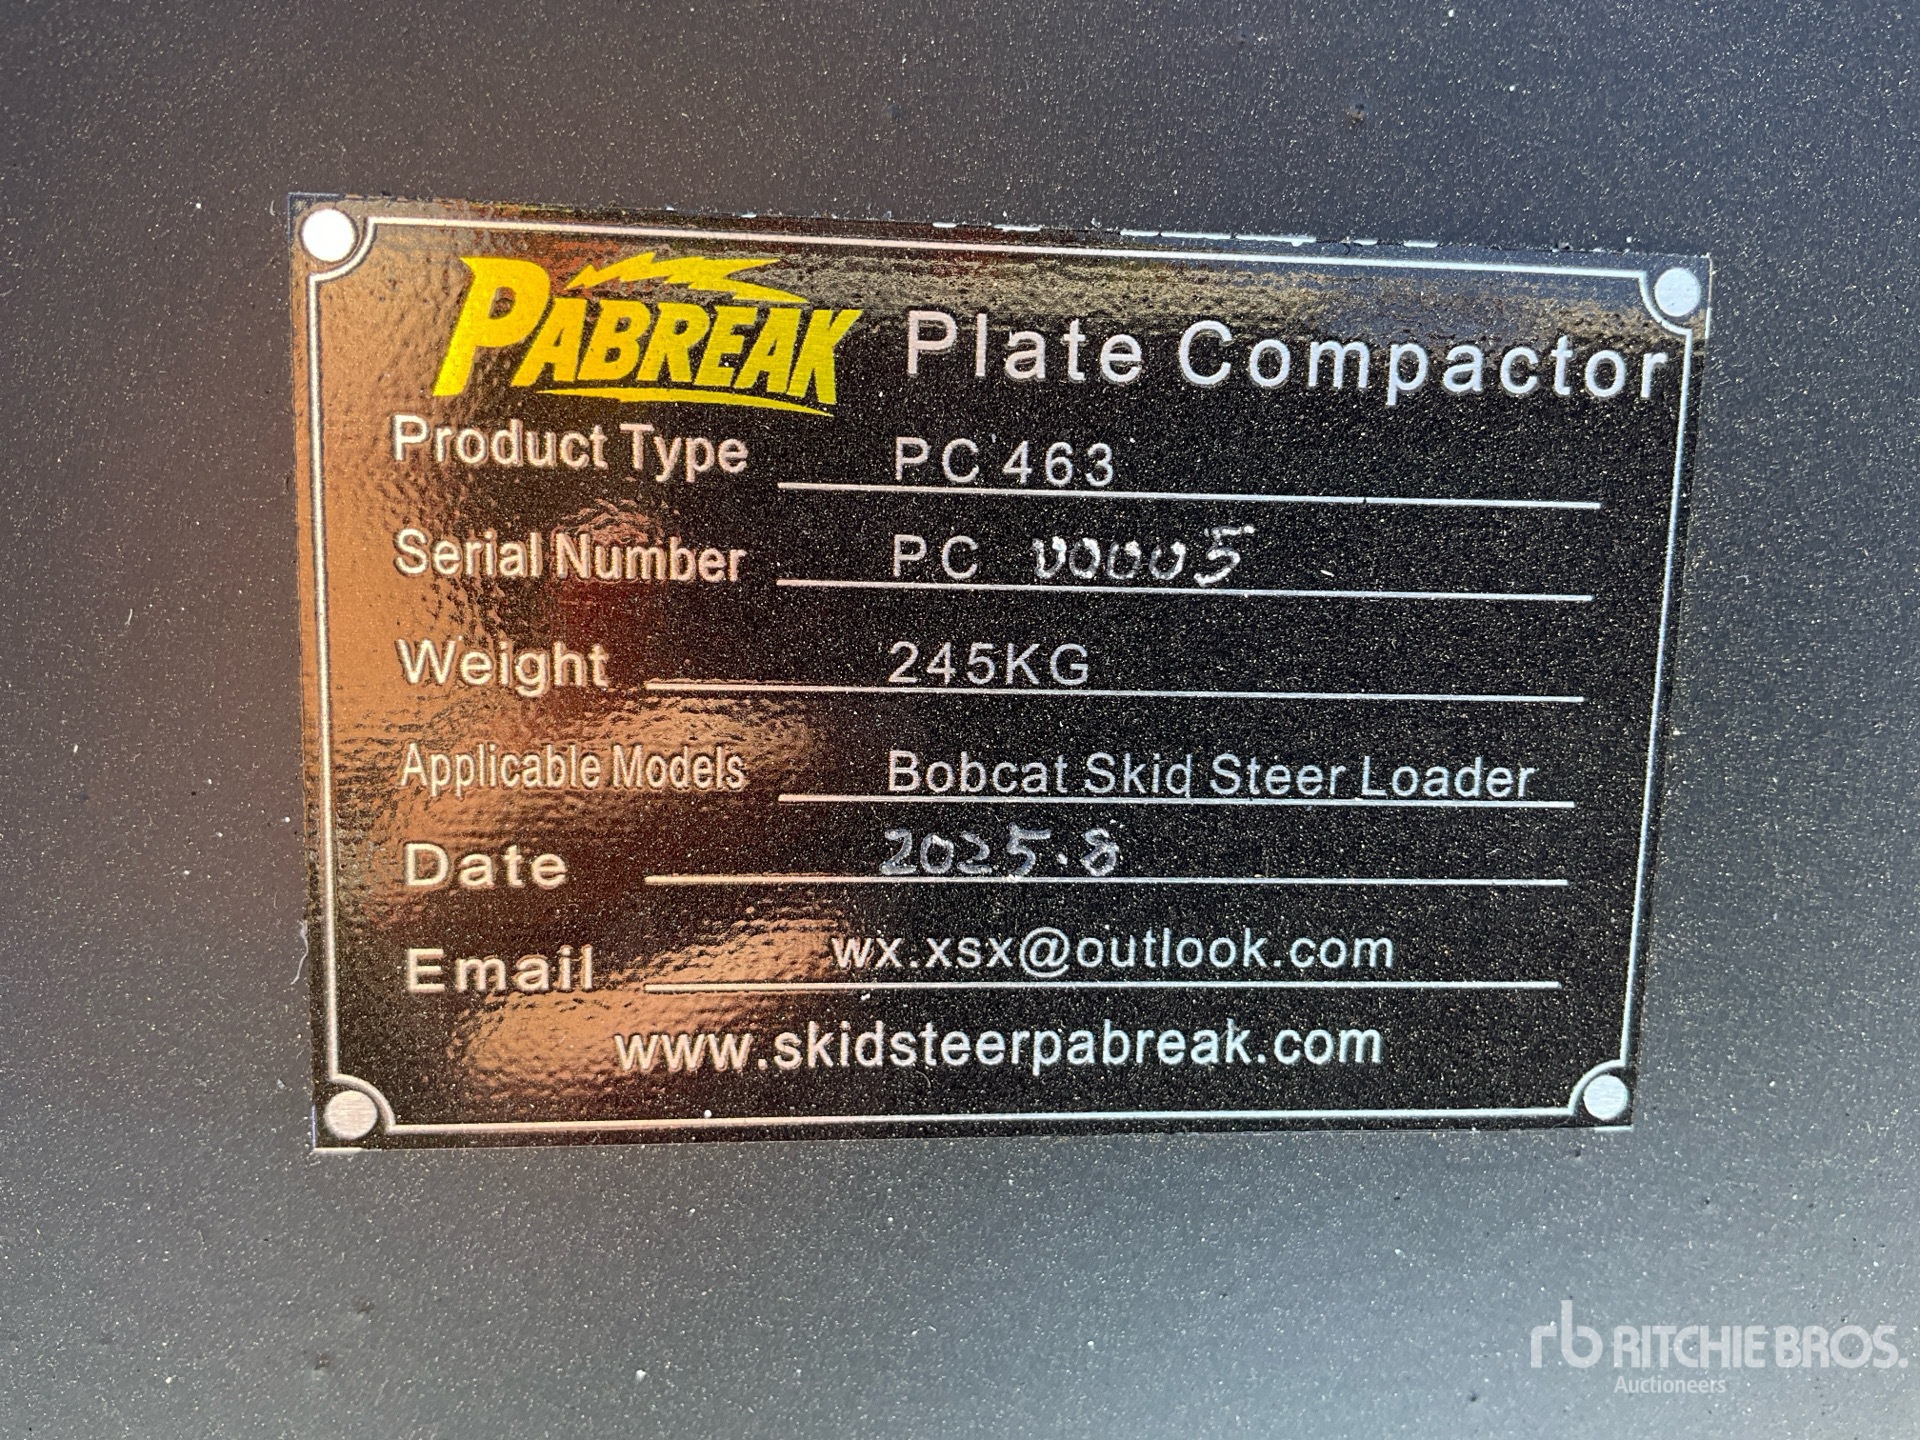 PABREAK Plate Compactor
Product Type PC 463
Serial Number PC 00005
Weight 245KG
Applicable Models Bobcat Skid Steer Loader
Date 2025.8
Email wx.xsx@outlook.com
www.skidsteerpabreak.com
rb RITCHIE BROS.
Auctioneers